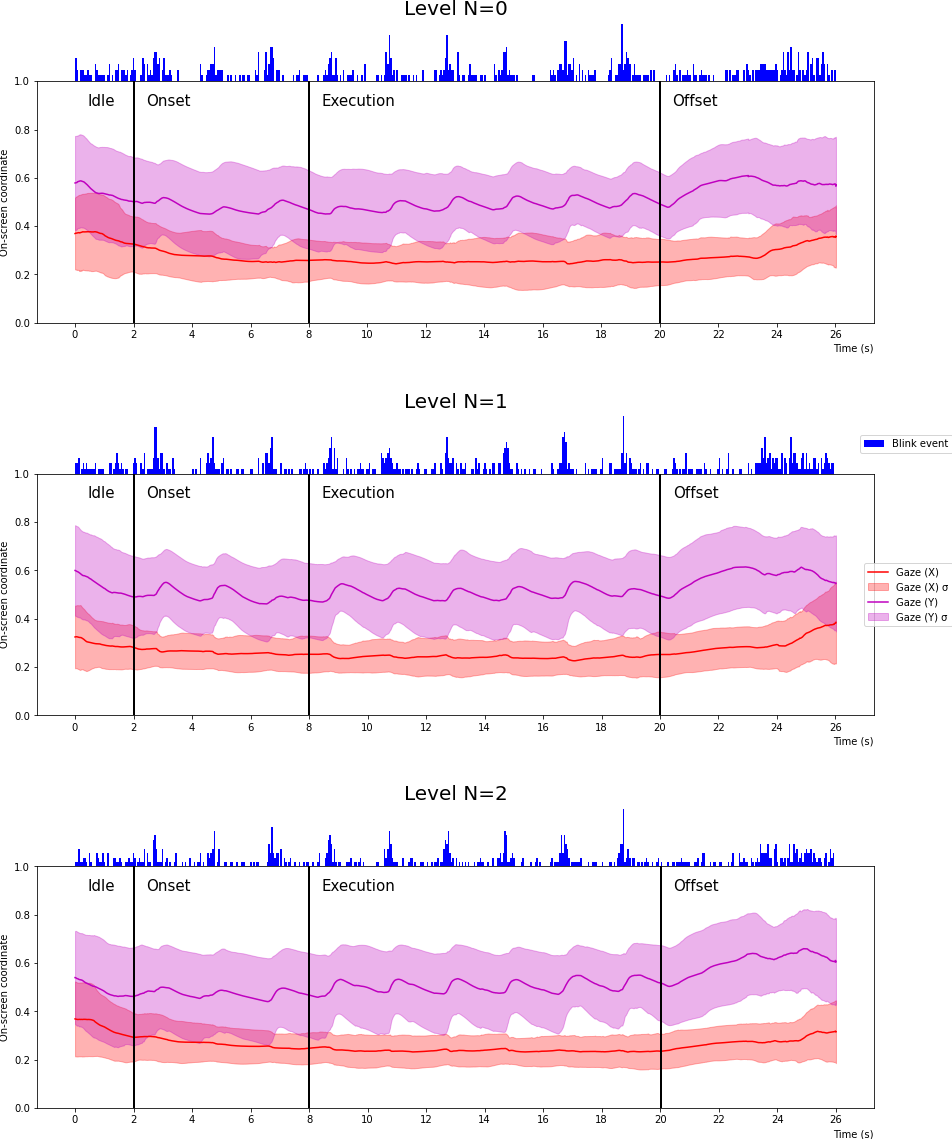 Level N=0
1.0
Idle
Onset
Execution
Offset
0.8
0.6
0.4
0.2
0.0
On-screen coordinate
0 2 4 6 8 10 12 14 16 18 20 22 24 26
Time (s)
Level N=1
Blink event
1.0
Idle
Onset
Execution
Offset
0.8
0.6
0.4
0.2
0.0
On-screen coordinate
Gaze (X)
Gaze (X) σ
Gaze (Y)
Gaze (Y) σ
0 2 4 6 8 10 12 14 16 18 20 22 24 26
Time (s)
Level N=2
1.0
Idle
Onset
Execution
Offset
0.8
0.6
0.4
0.2
0.0
On-screen coordinate
0 2 4 6 8 10 12 14 16 18 20 22 24 26
Time (s)